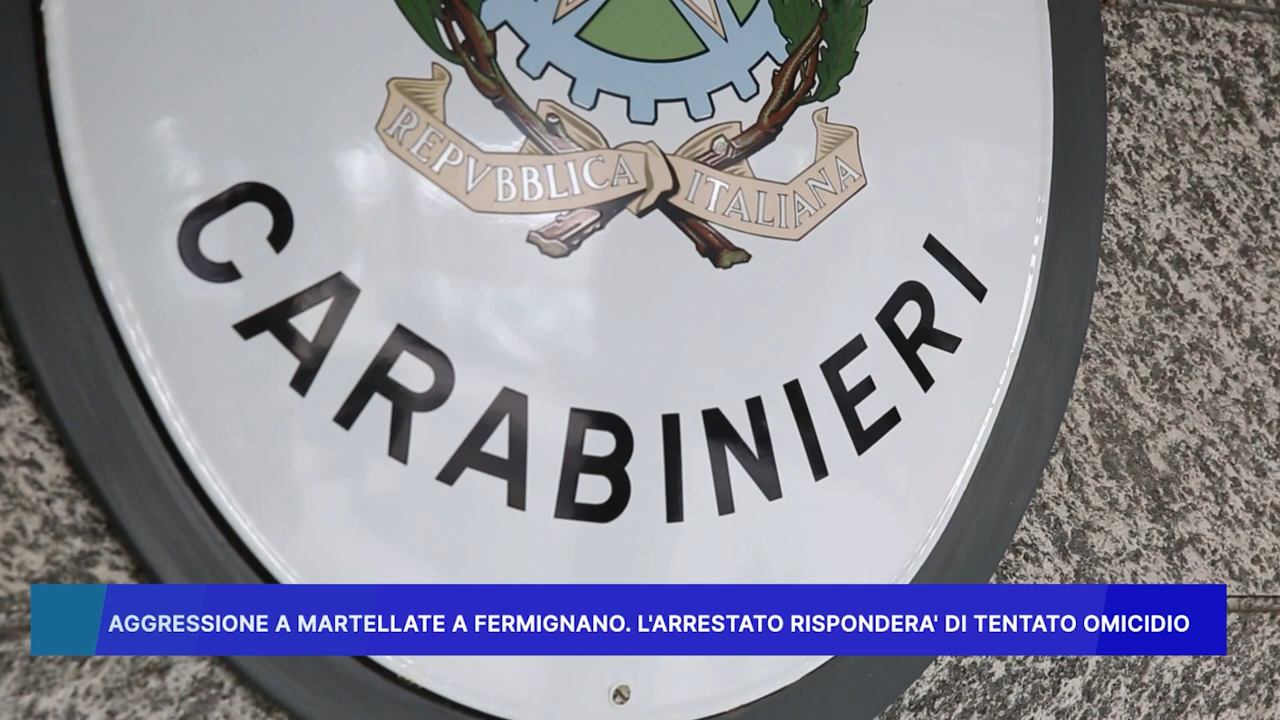 REPVBBLICA ITALIANA
CARABINIERI
AGGRESSIONE A MARTELLATE A FERMIGNANO. L'ARRESTATO RISPONDERA' DI TENTATO OMICIDIO